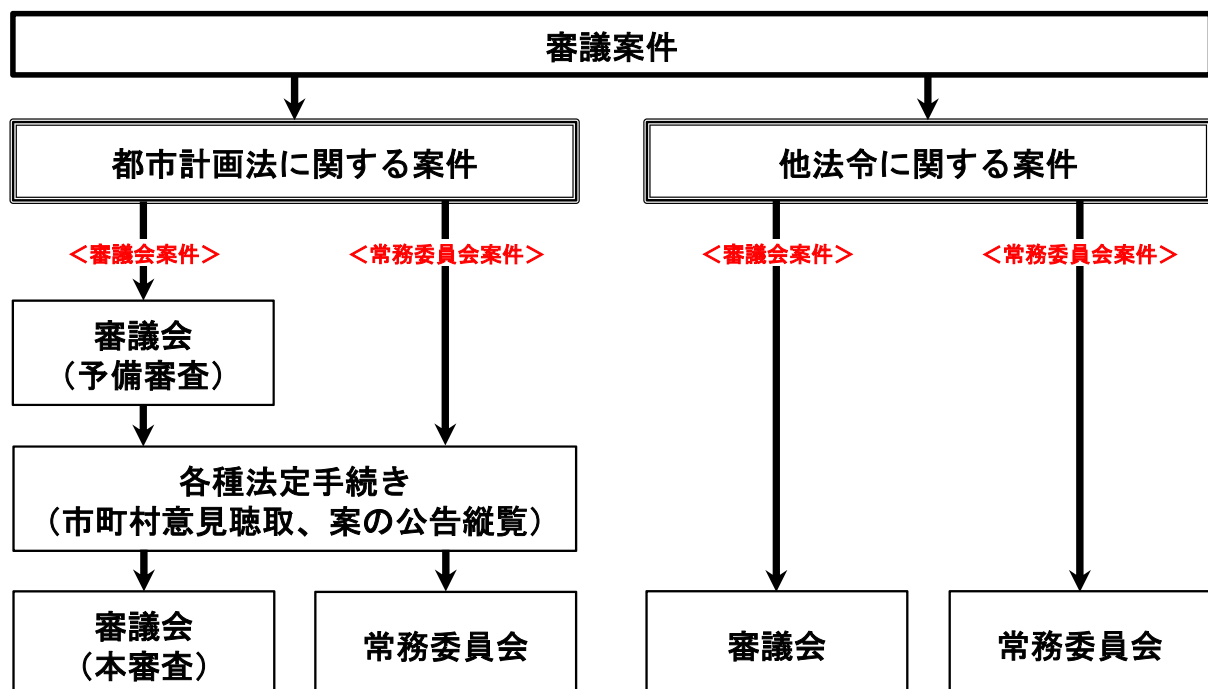 審議案件
都市計画法に関する案件
他法令に関する案件
＜審議会案件＞
＜常務委員会案件＞
＜審議会案件＞
＜常務委員会案件＞
審議会
（予備審査）
各種法定手続き
（市町村意見聴取、案の公告縦覧）
審議会
（本審査）
常務委員会
審議会
常務委員会